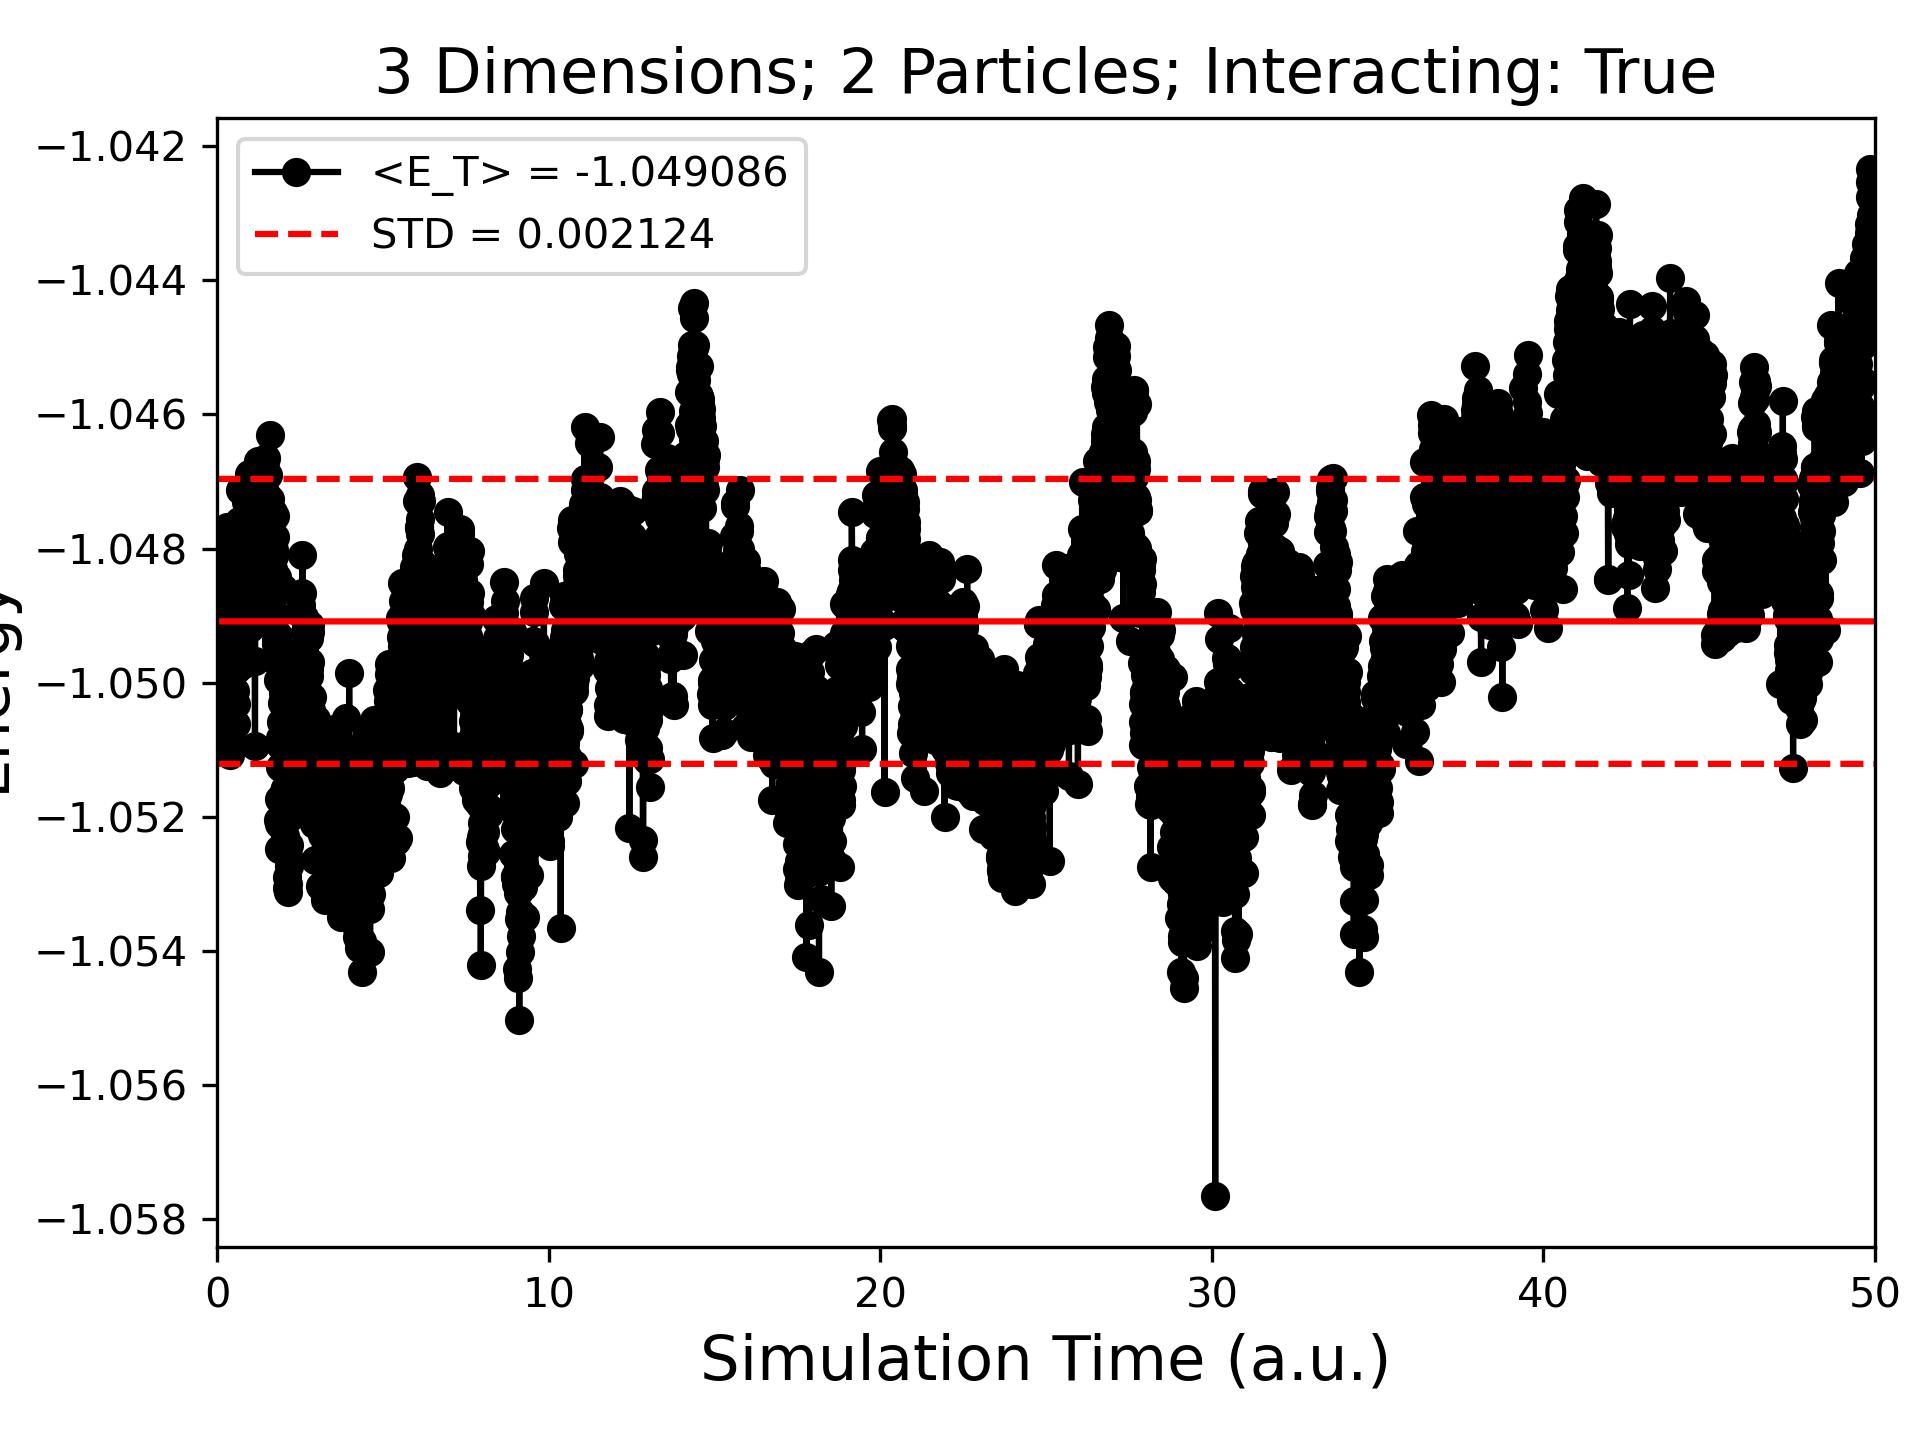 3 Dimensions; 2 Particles; Interacting: True
<E_T> = -1.049086
STD = 0.002124
−1.042
−1.044
−1.046
−1.048
−1.050
−1.052
−1.054
−1.056
−1.058
Energy
0 10 20 30 40 50
Simulation Time (a.u.)